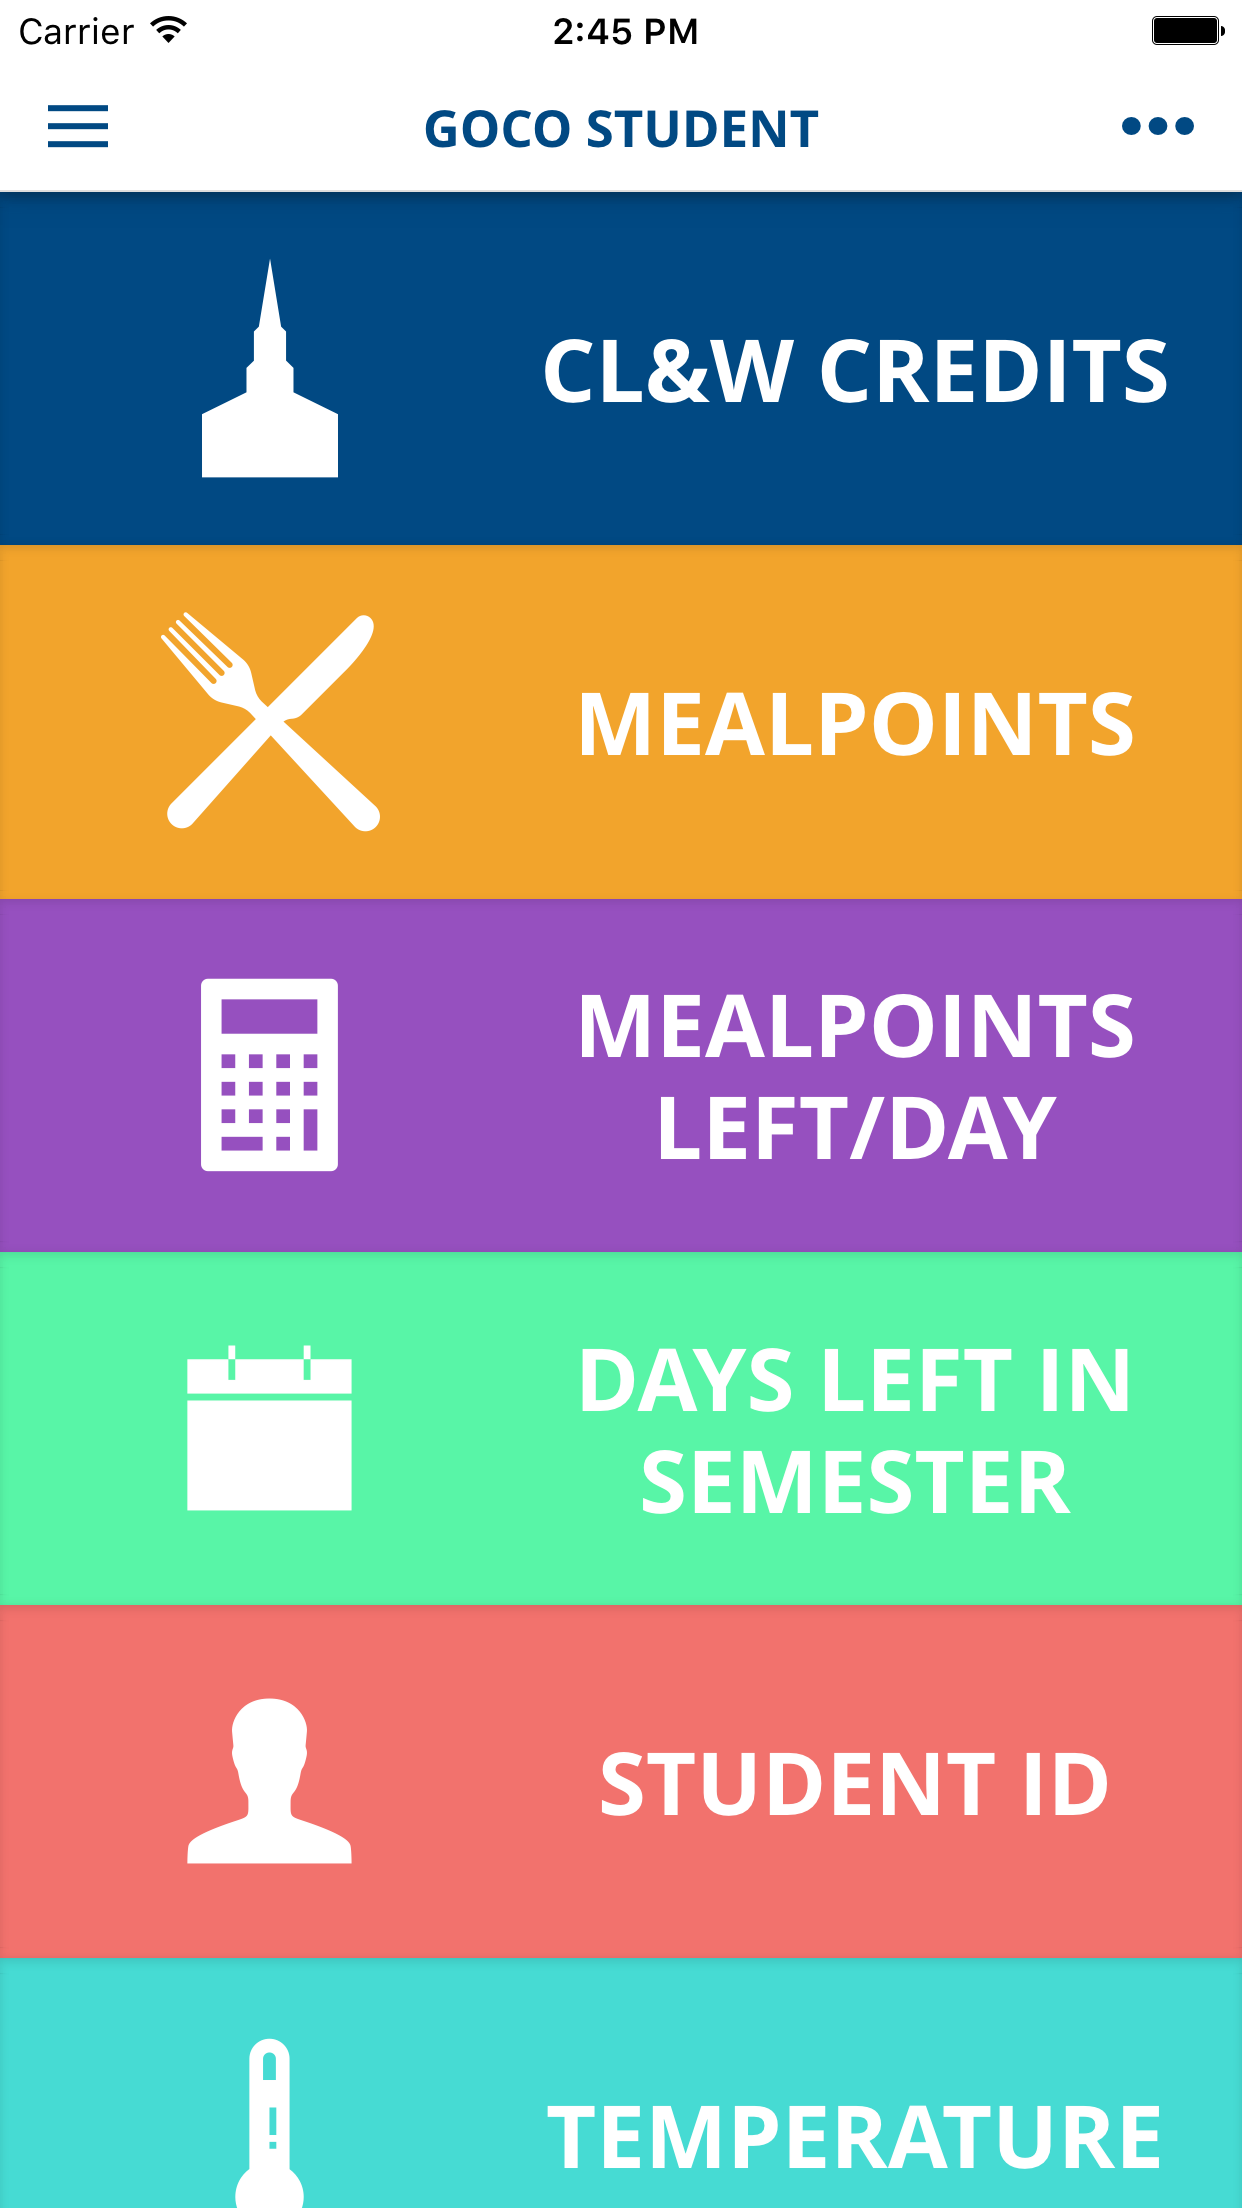 Carrier 2:45 PM
GOCO STUDENT
CL&W CREDITS
MEALPOINTS
MEALPOINTS
LEFT/DAY
DAYS LEFT IN
SEMESTER
STUDENT ID
TEMPERATURE